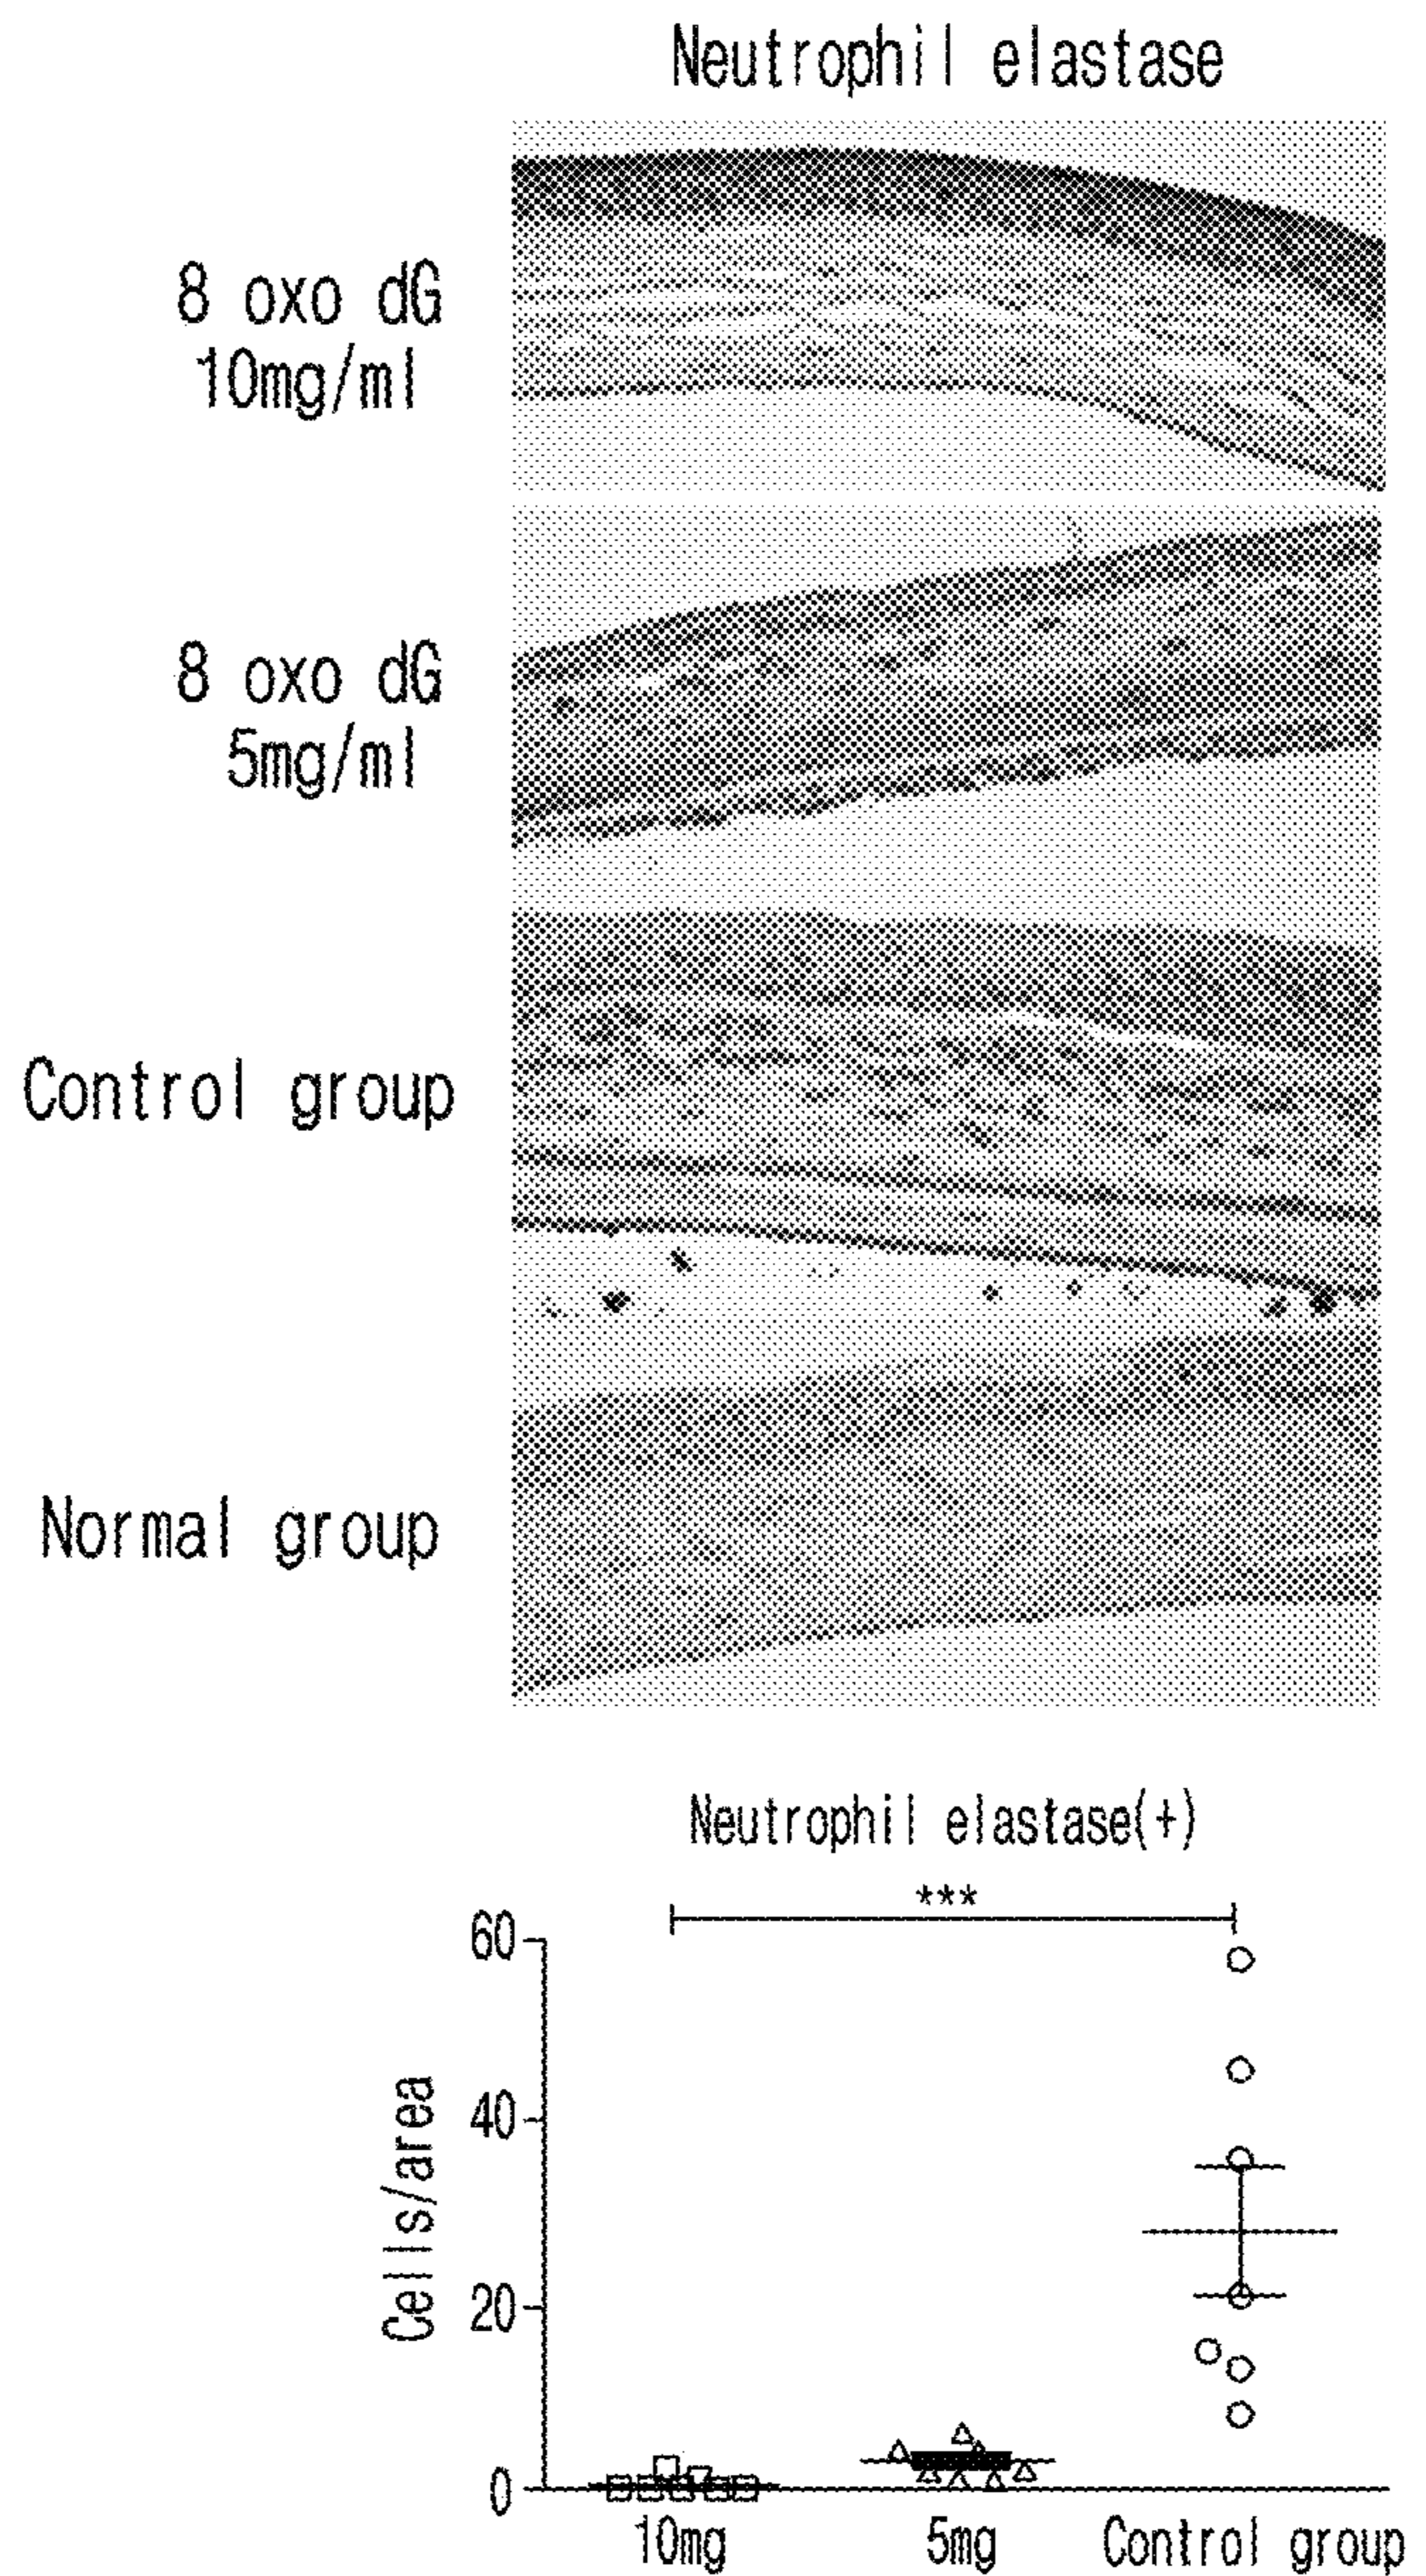 Neutrophil elastase
8 oxo dG
10mg/ml
8 oxo dG
5mg/ml
Control group
Normal group
Neutrophil elastase(+)
***
60
40
20
0
Cells/area
10mg
5mg
Control group